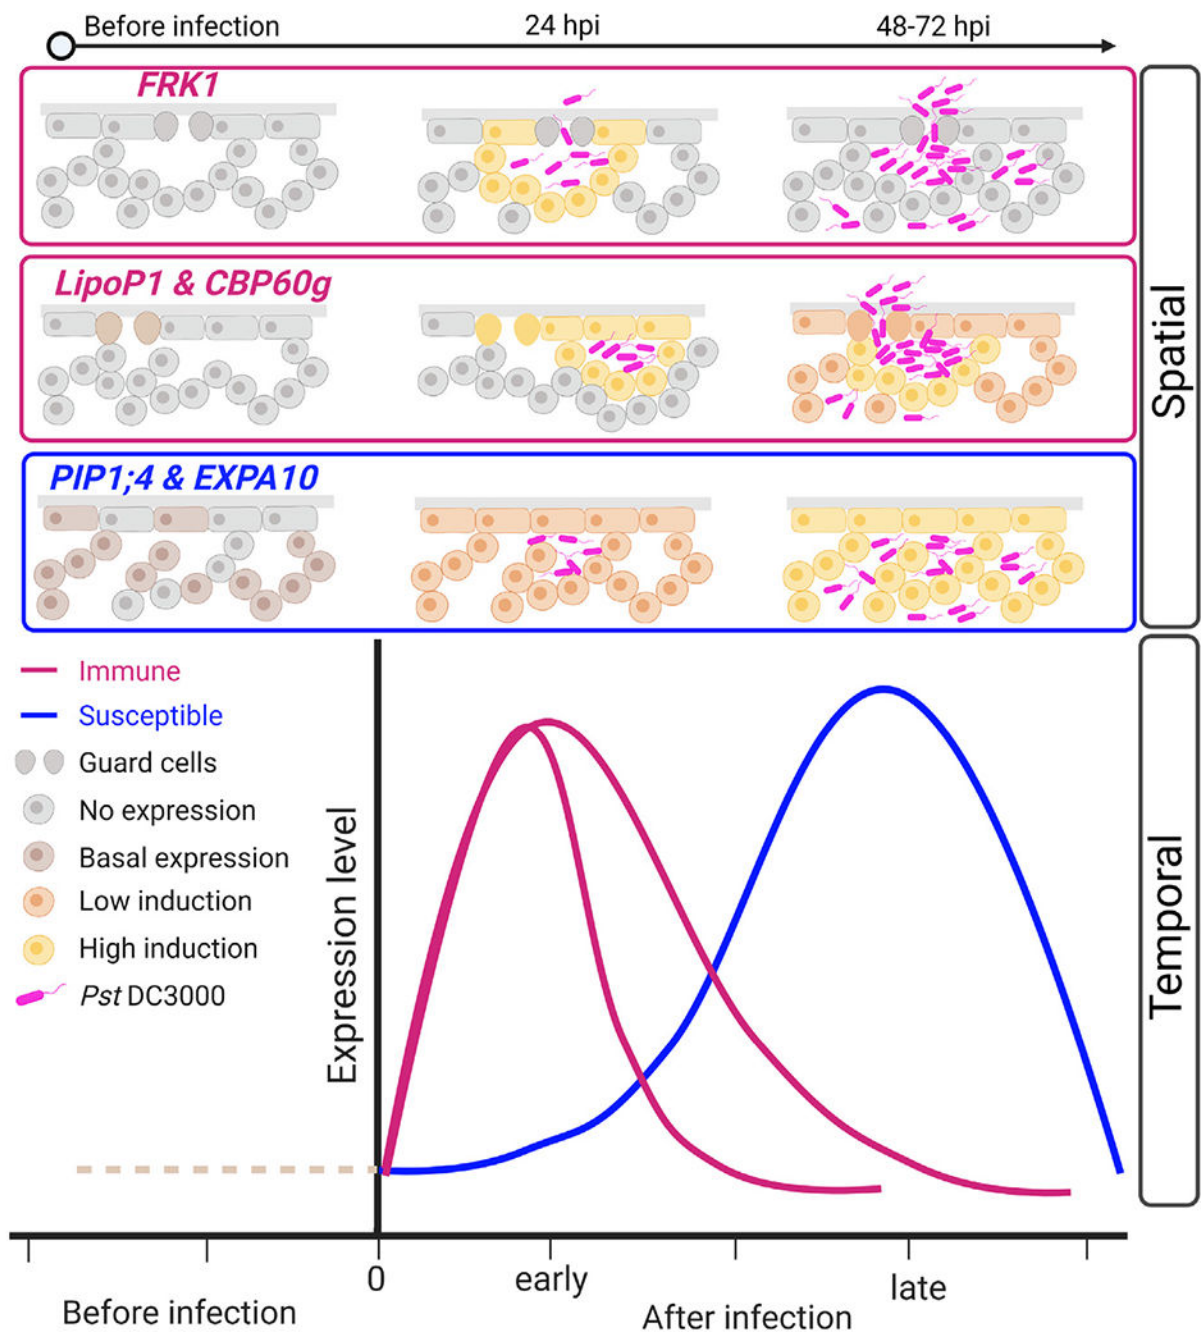 Before infection
24 hpi
48-72 hpi
FRK1
LipoP1 & CBP60g
PIP1;4 & EXPA10
Spatial
Immune
Susceptible
Guard cells
No expression
Basal expression
Low induction
High induction
Pst DC3000
Expression level
Temporal
0
early
late
Before infection
After infection